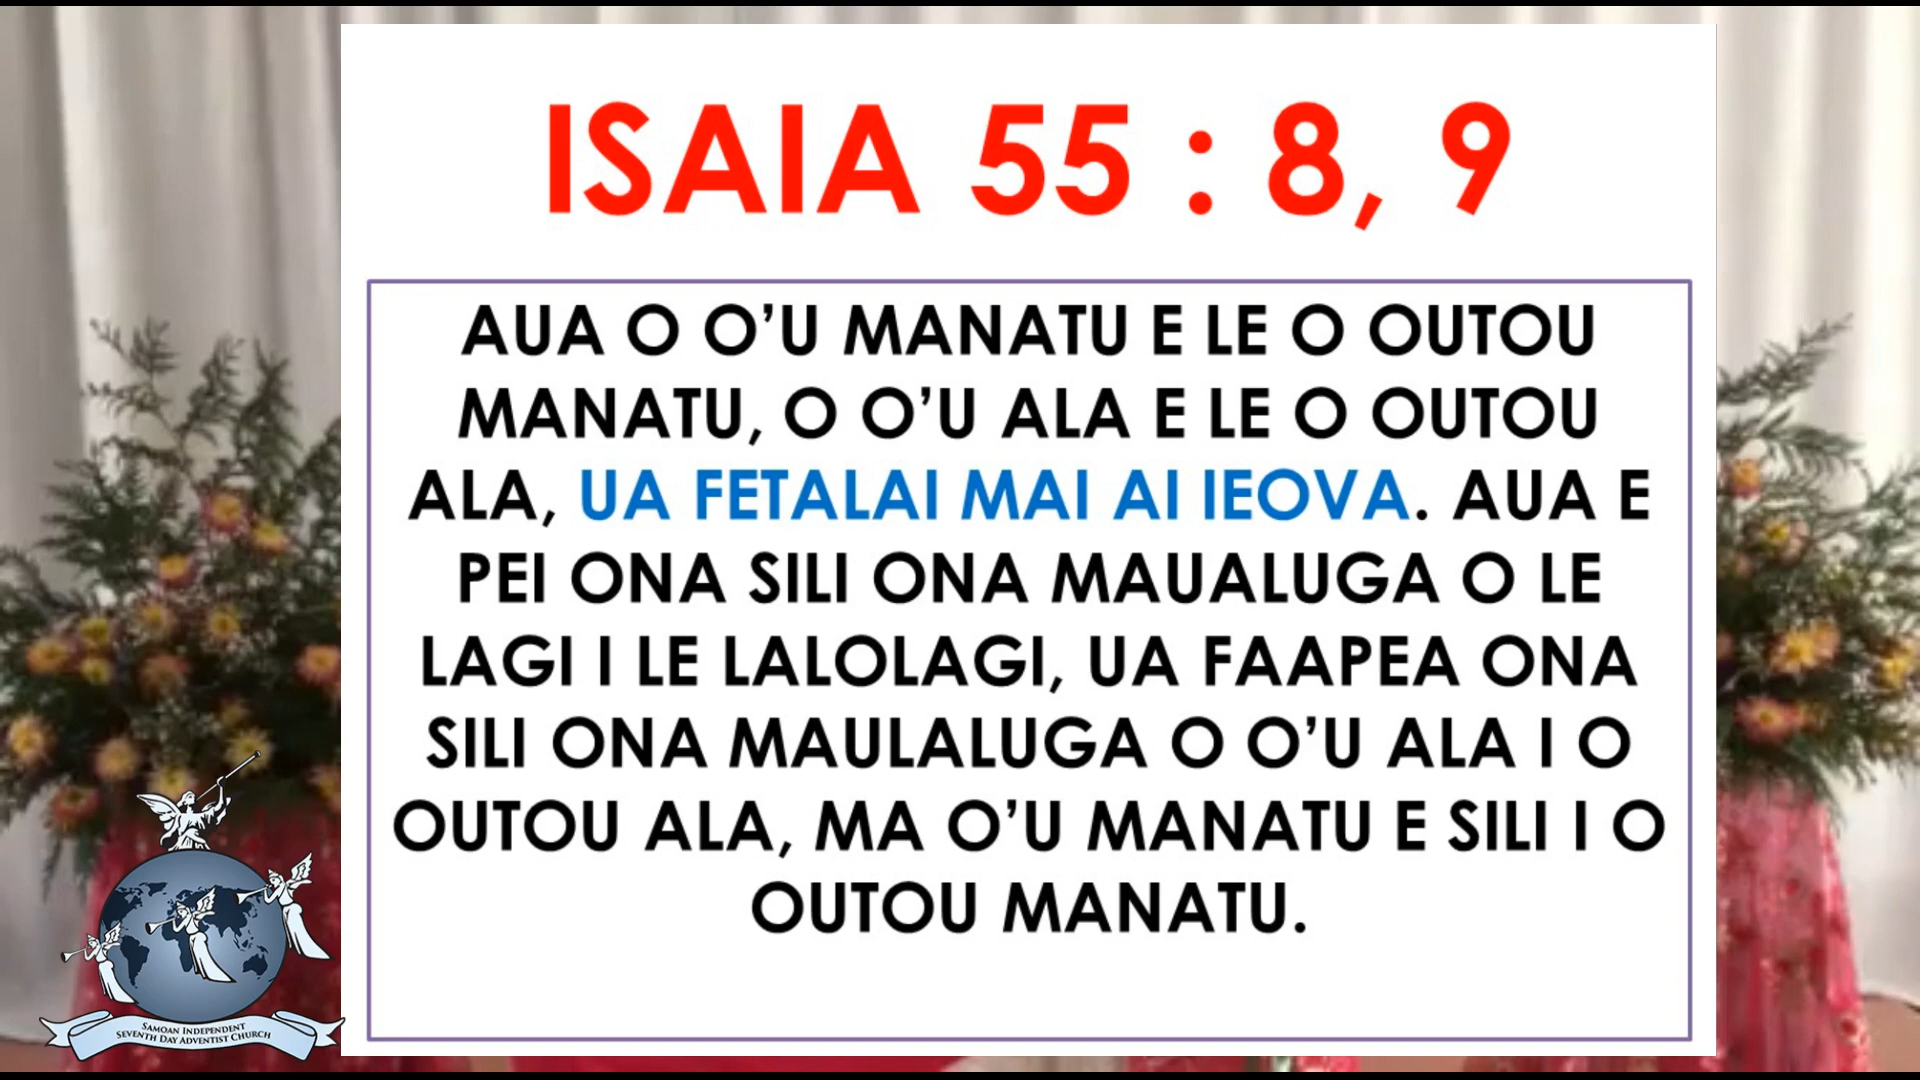 ISAIA 55 : 8, 9
AUA O O’U MANATU E LE O OUTOU
MANATU, O O’U ALA E LE O OUTOU
ALA, UA FETALAI MAI AI IEOVA. AUA E
PEI ONA SILI ONA MAUALUGA O LE
LAGI I LE LALOLAGI, UA FAAPEA ONA
SILI ONA MAULALUGA O O’U ALA I O
OUTOU ALA, MA O’U MANATU E SILI I O
OUTOU MANATU.
SAMOAN INDEPENDENT
SEVENTH DAY ADVENTIST CHURCH